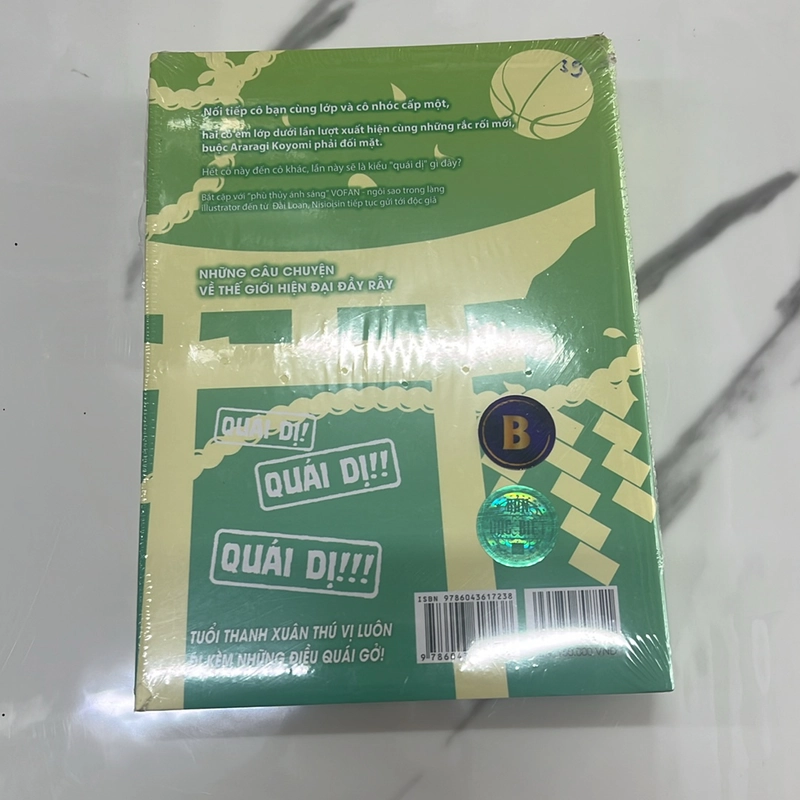 39
Nối tiếp cô bạn cùng lớp và cô nhóc cấp một,
hai cô em lớp dưới lần lượt xuất hiện cùng những rắc rối mới,
buộc Araragi Koyomi phải đối mặt.
Hết cô này đến cô khác, lần này sẽ là kiểu "quái dị" gì đây?
Bắt cặp với "phù thủy ánh sáng" VOFAN - ngôi sao trong làng
illustrator đến từ Đài Loan, Nisioisin tiếp tục gửi tới độc giả
NHỮNG CÂU CHUYỆN
VỀ THẾ GIỚI HIỆN ĐẠI ĐẦY RẪY
QUÁI DỊ!
QUÁI DỊ!!
QUÁI DỊ!!!
B
BẢN
ĐẶC BIỆT
ISBN 9786043617238
TUỔI THANH XUÂN THÚ VỊ LUÔN
ĐI KÈM NHỮNG ĐIỀU QUÁI GỞ!